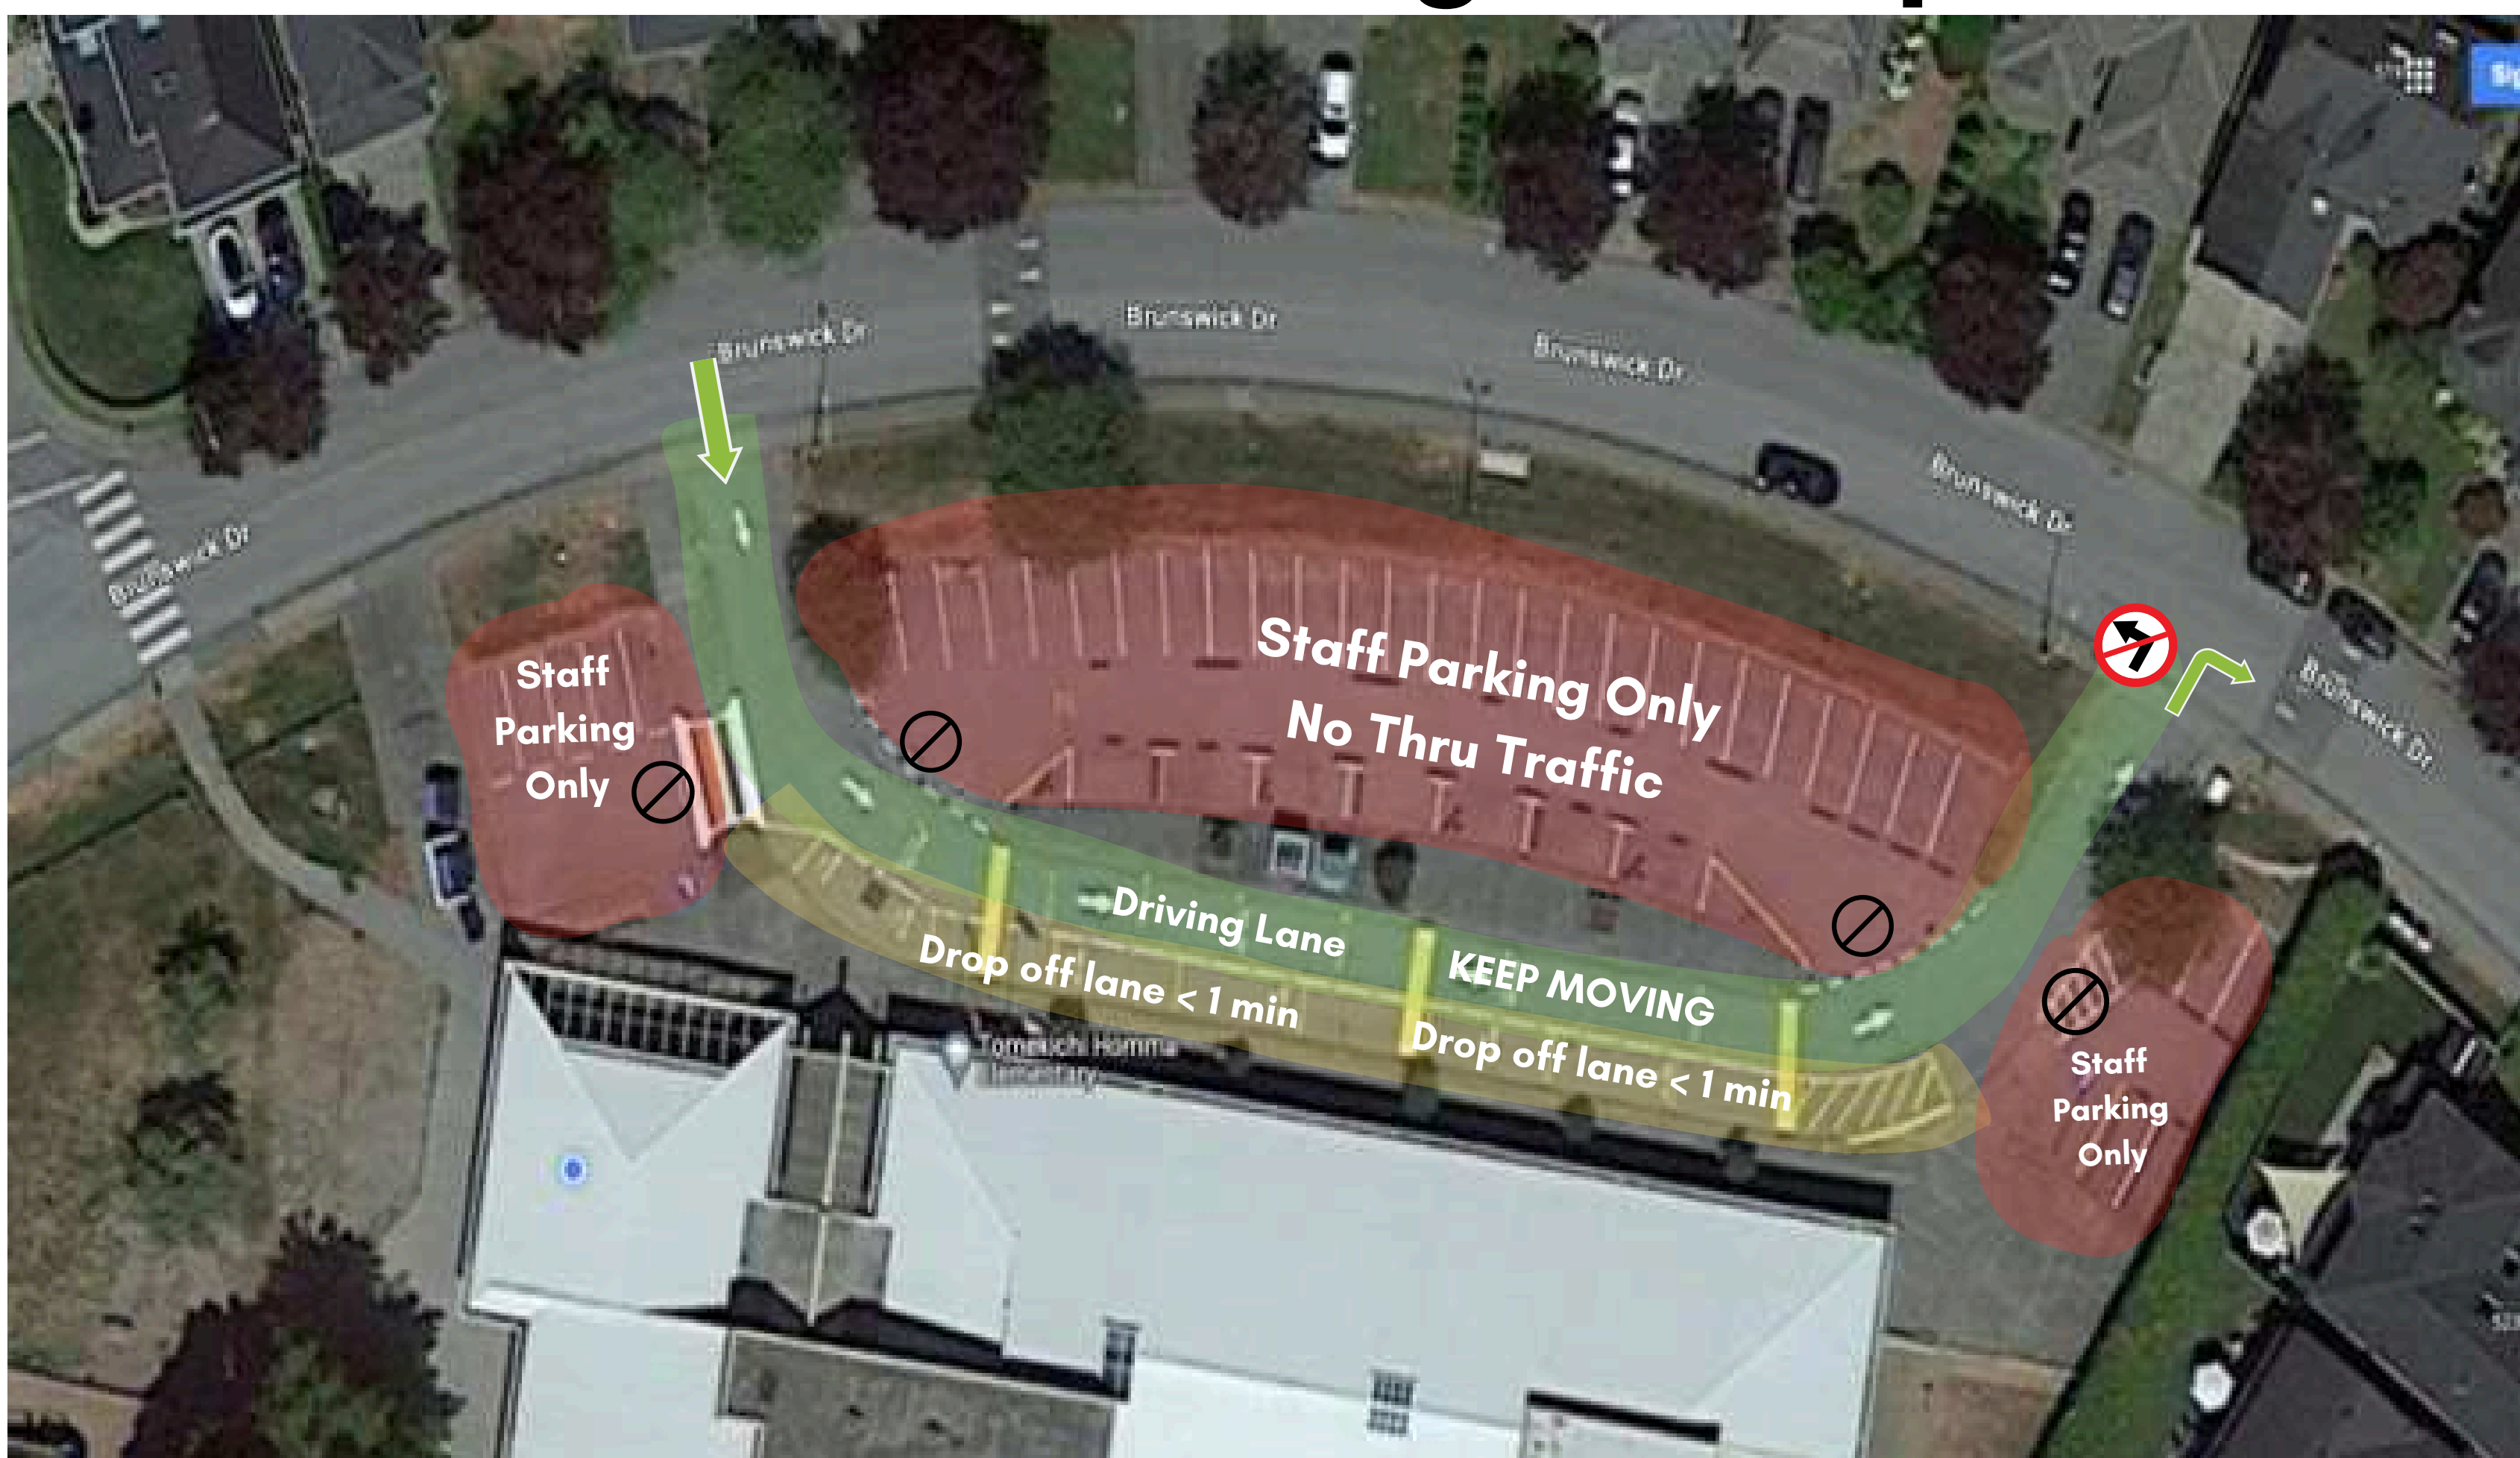 Brunswick Dr
Brunswick Dr
Brunswick Dr
Brunswick Dr
Brunswick Dr
Brunswick Dr
Staff Parking Only
No Thru Traffic
Staff
Parking
Only
Driving Lane
KEEP MOVING
Drop off lane < 1 min
Drop off lane < 1 min
Tomekichi Homma
Elementary
Staff
Parking
Only